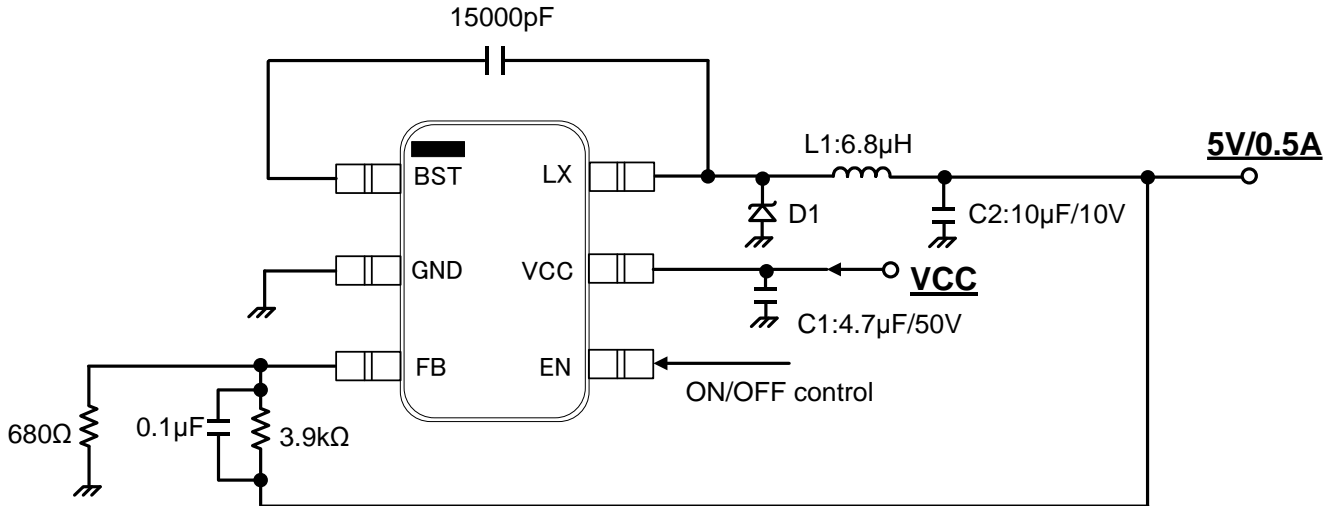 15000pF
L1:6.8µH
5V/0.5A
BST
LX
D1
C2:10µF/10V
GND
VCC
VCC
C1:4.7µF/50V
FB
EN
ON/OFF control
680Ω
0.1µF
3.9kΩ